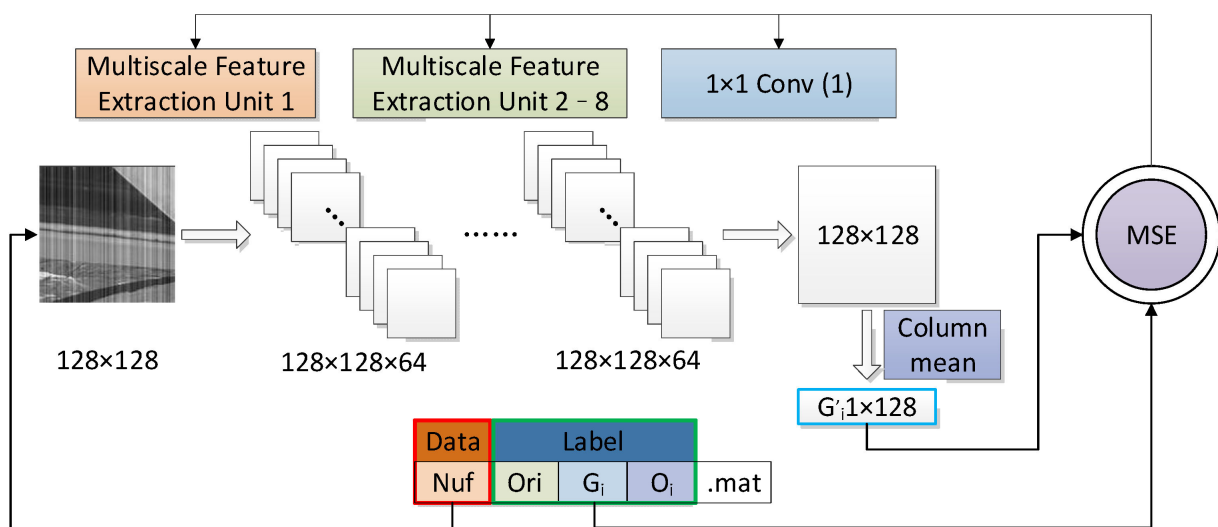 Multiscale Feature
Extraction Unit 1
Multiscale Feature
Extraction Unit 2 - 8
1×1 Conv (1)
MSE
128×128
128×128
128×128×64
······
128×128×64
Column
mean
G'i1×128
Data
Label
Nuf
Ori
Gi
Oi
.mat